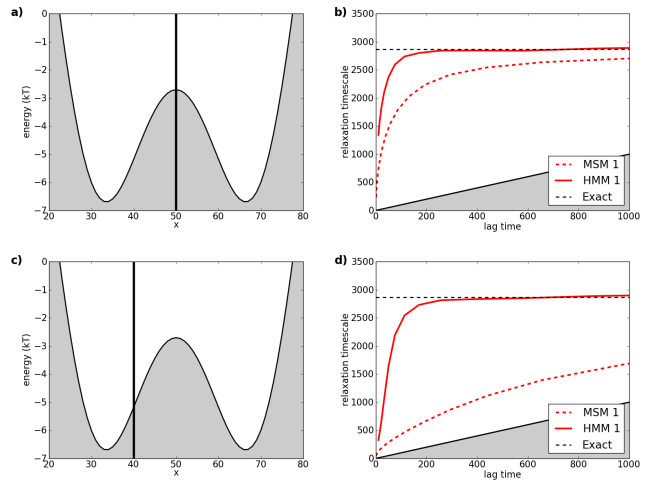 a)
energy (kT)
0
−1
−2
−3
−4
−5
−6
−7
20 30 40 50 60 70 80
x
b)
relaxation timescale
3500
3000
2500
2000
1500
1000
500
0
0 200 400 600 800 1000
lag time
MSM 1
HMM 1
Exact
c)
energy (kT)
0
−1
−2
−3
−4
−5
−6
−7
20 30 40 50 60 70 80
x
d)
relaxation timescale
3500
3000
2500
2000
1500
1000
500
0
0 200 400 600 800 1000
lag time
MSM 1
HMM 1
Exact